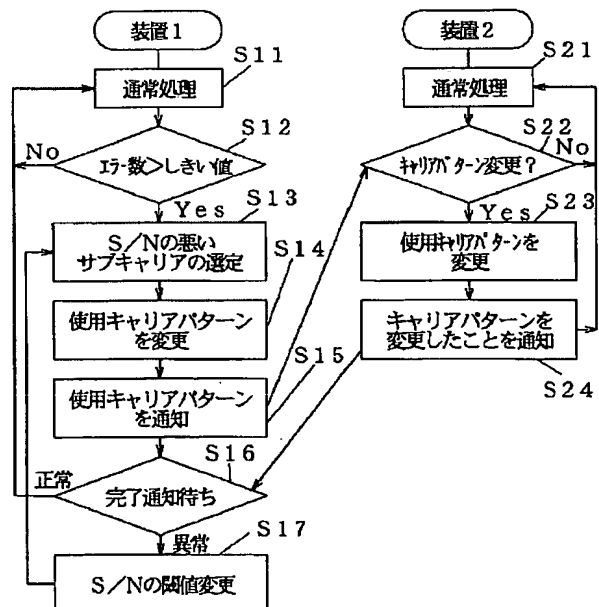 装置1
S11
通常処理
S12
No
エラー数>しきい値
Yes
S13
S/Nの悪い
サブキャリアの選定
S14
使用キャリアパターン
を変更
S15
使用キャリアパターン
を通知
S16
正常
完了通知待ち
異常
S17
S/Nの閾値変更
装置2
S21
通常処理
S22
No
キャリアパターン変更?
Yes
S23
使用キャリアパターンを
変更
キャリアパターンを
変更したことを通知
S24